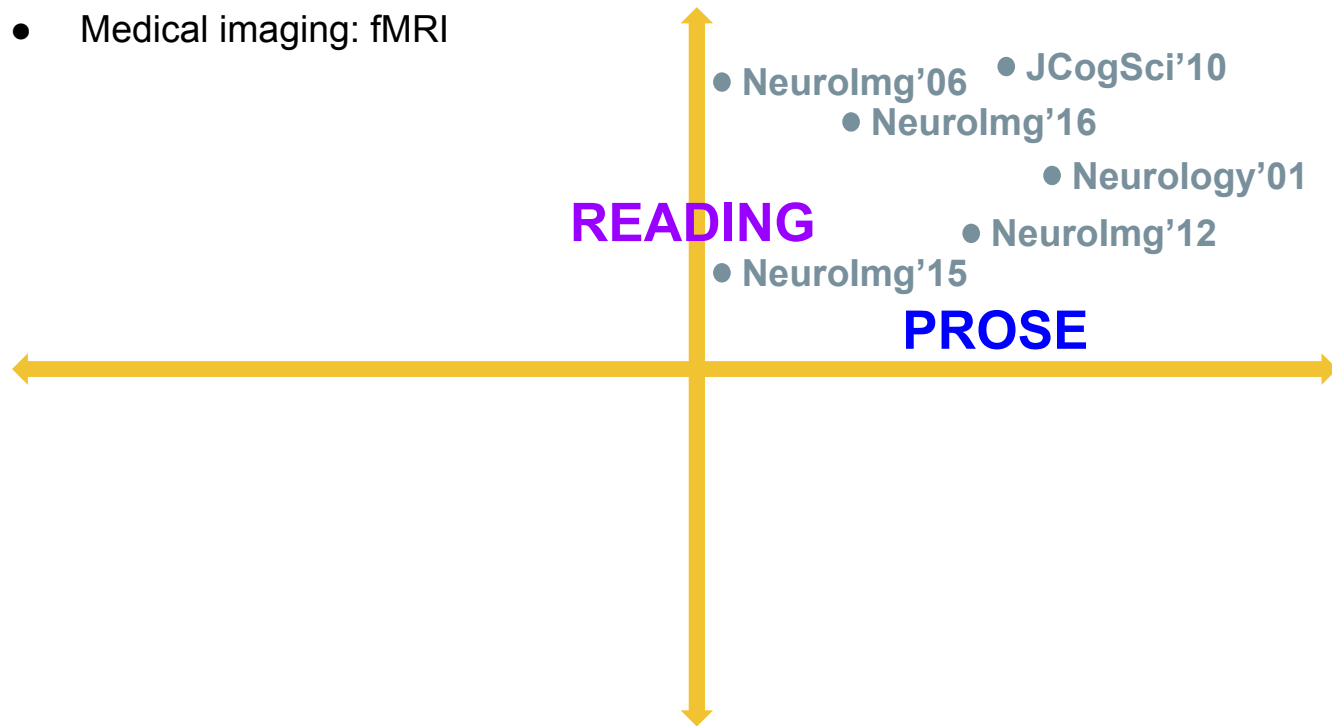 ● Medical imaging: fMRI
● JCogSci’10
● NeuroImg’06
● NeuroImg’16
● Neurology’01
READING
● NeuroImg’12
● NeuroImg’15
PROSE